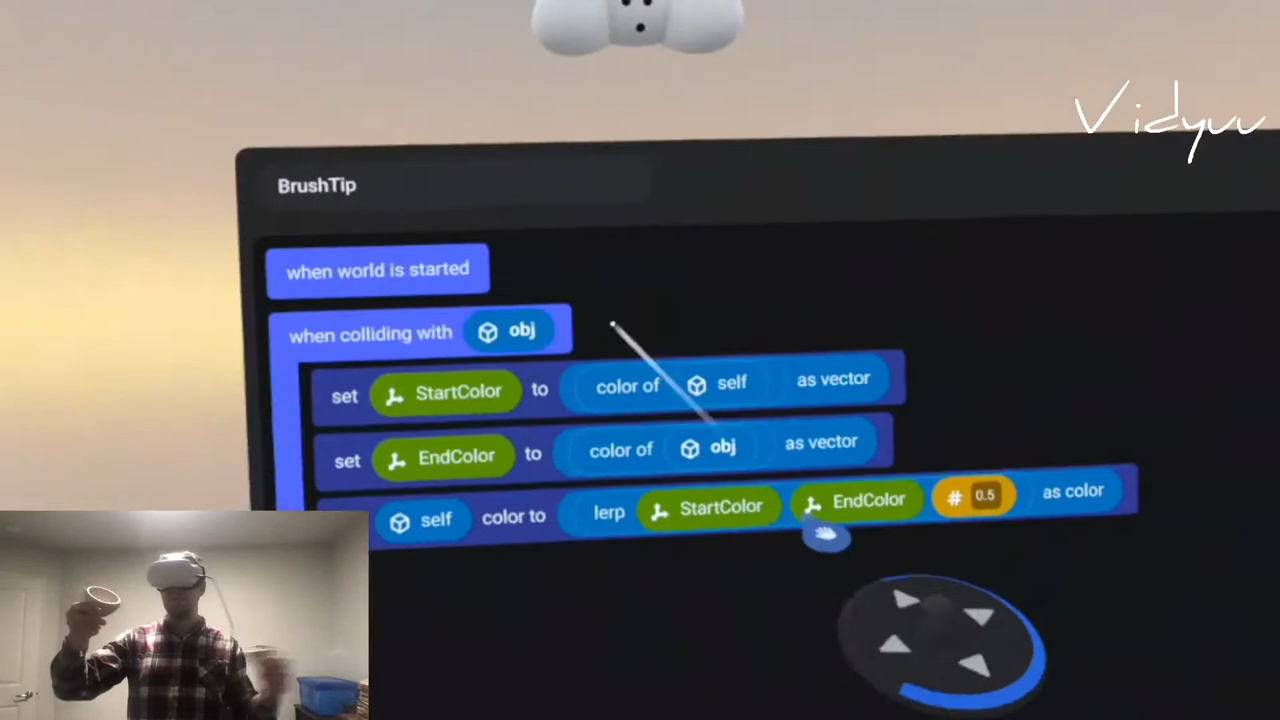 Vidyuu
BrushTip
when world is started
when colliding with obj
set StartColor to color of self as vector
set EndColor to color of obj as vector
self color to lerp StartColor EndColor # 0.5 as color